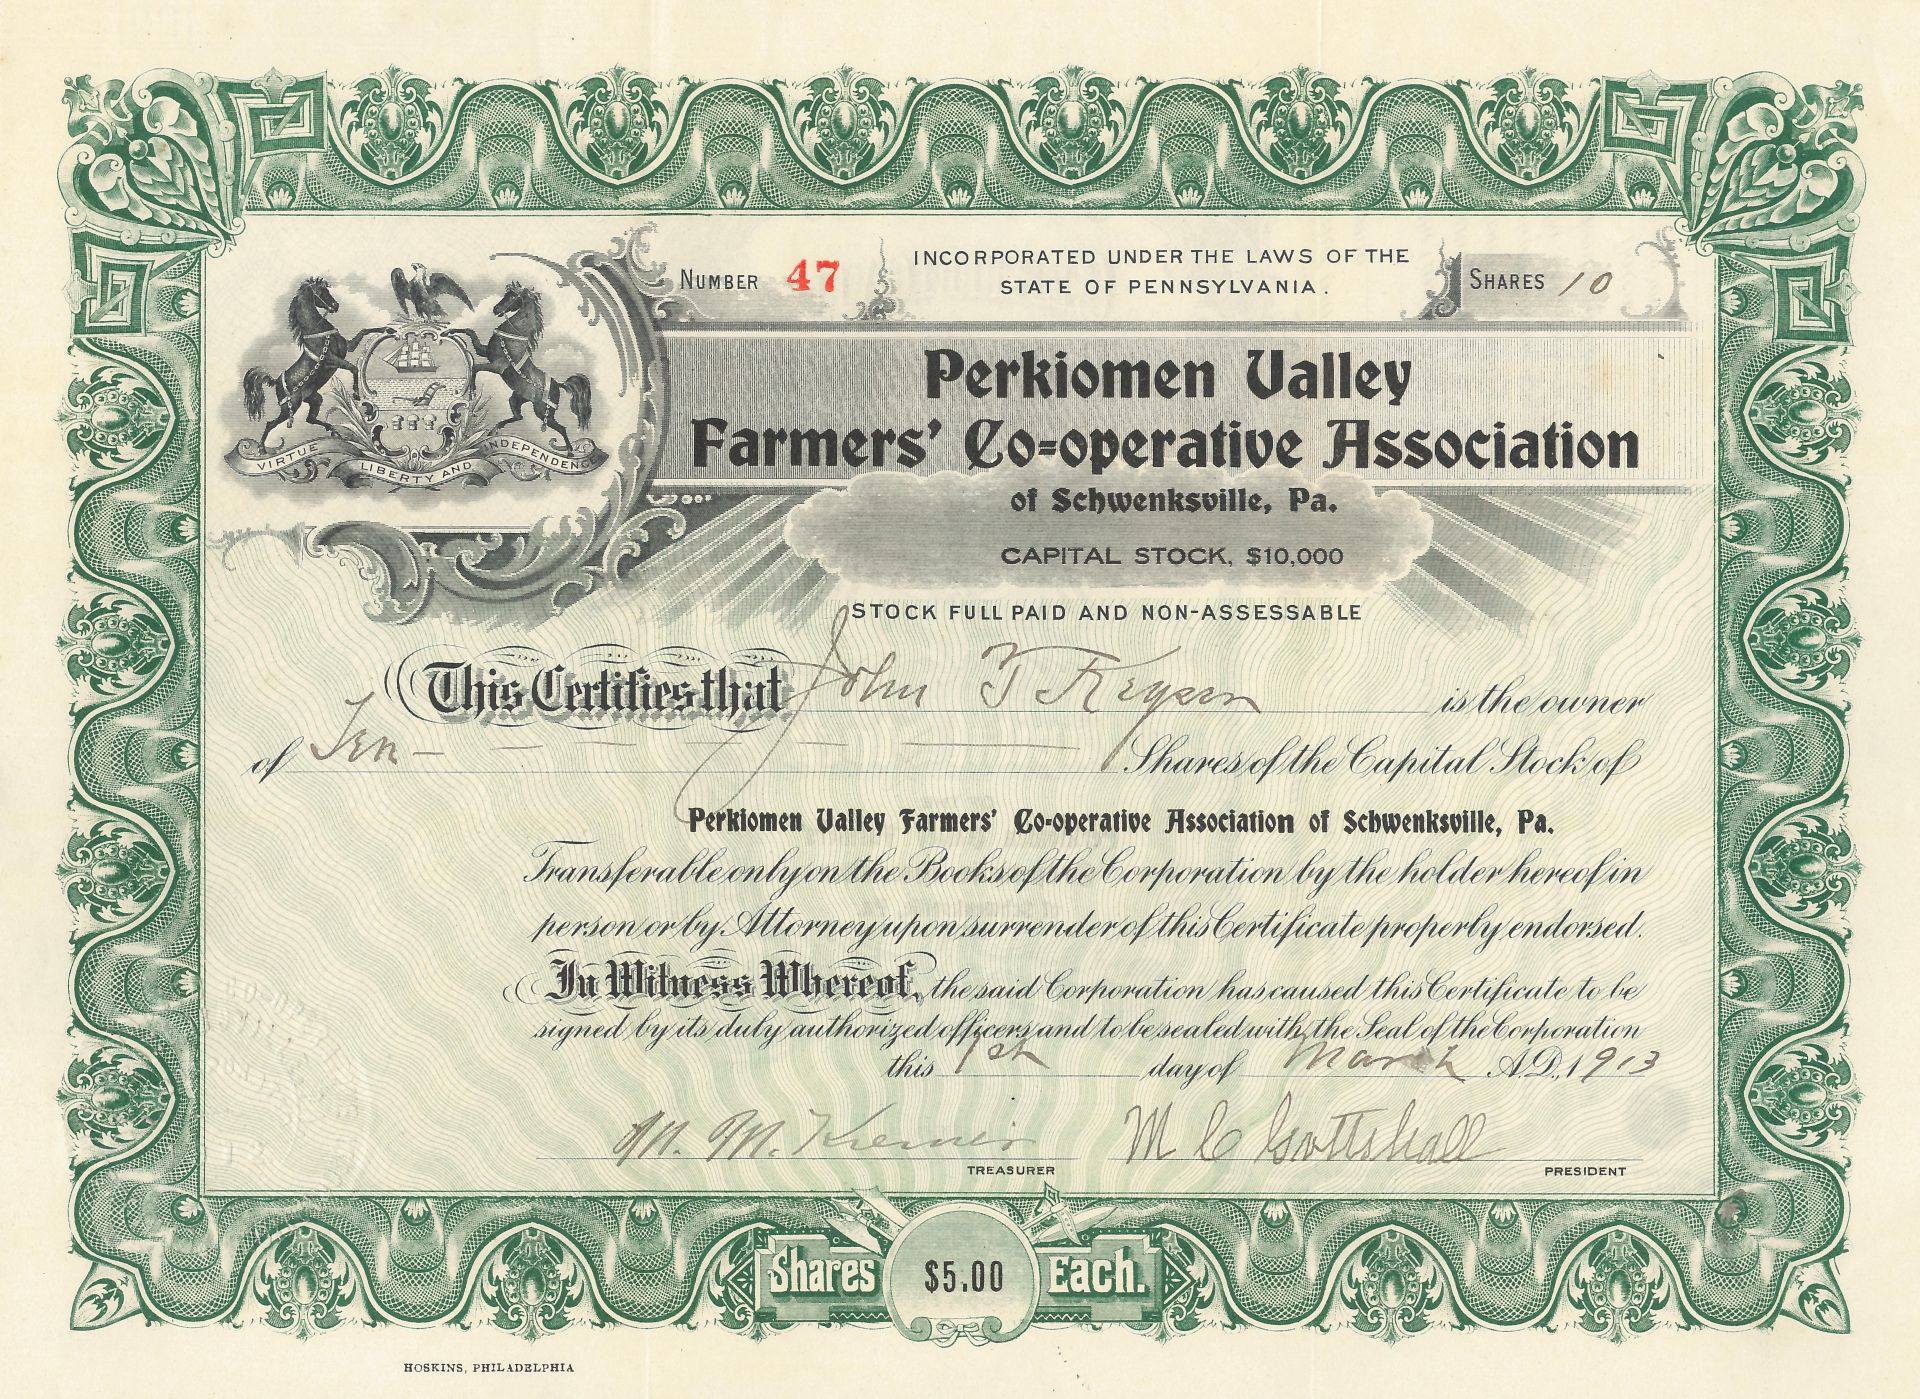 NUMBER 47
INCORPORATED UNDER THE LAWS OF THE
STATE OF PENNSYLVANIA.
SHARES 10
VIRTUE LIBERTY AND INDEPENDENCE
Perkiomen Valley
Farmers' Co=operative Association
of Schwenksville, Pa.
CAPITAL STOCK, $10,000
STOCK FULL PAID AND NON-ASSESSABLE
This Certifies that John Y Keyser is the owner
of Ten Shares of the Capital Stock of
Perkiomen Valley Farmers' Co-operative Association of Schwenksville, Pa.
Transferable only on the Books of the Corporation by the holder hereof in
person or by Attorney upon surrender of this Certificate properly endorsed.
In Witness Whereof, the said Corporation has caused this Certificate to be
signed by its duly authorized officers and to be sealed with the Seal of the Corporation
this 1st day of March A.D. 1913
M C Gottshall
TREASURER
PRESIDENT
Shares $5.00 Each.
HOSKINS, PHILADELPHIA